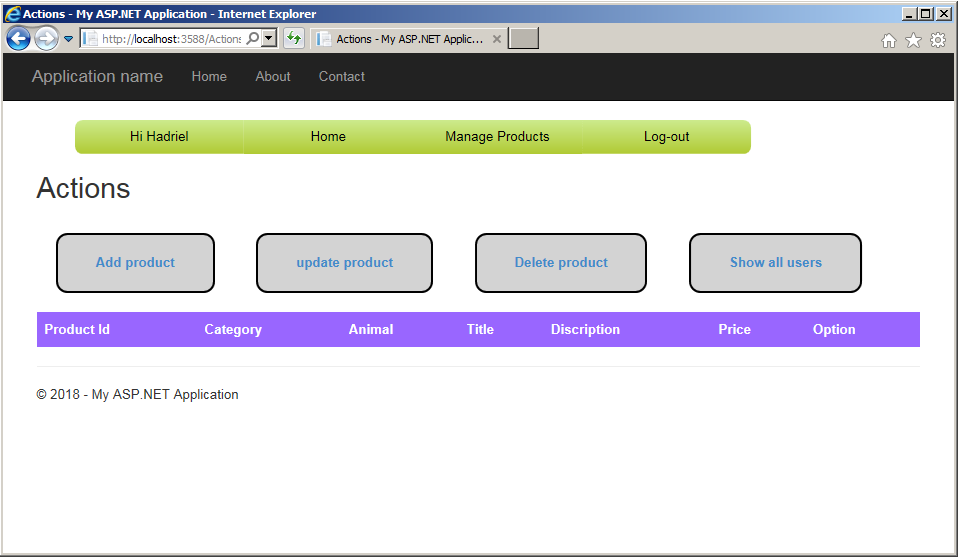 Actions - My ASP.NET Application - Internet Explorer
http://localhost:3588/Actions
Actions - My ASP.NET Applic...
Application name Home About Contact
Hi Hadriel Home Manage Products Log-out
Actions
Add product update product Delete product Show all users
Product Id Category Animal Title Discription Price Option
© 2018 - My ASP.NET Application